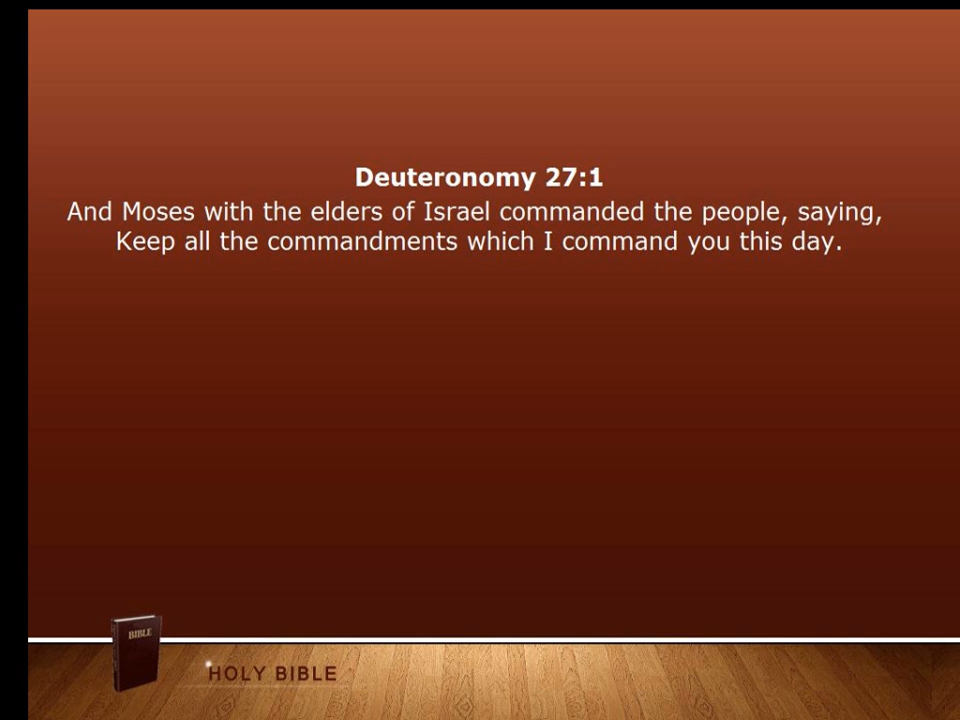 Deuteronomy 27:1
And Moses with the elders of Israel commanded the people, saying,
Keep all the commandments which I command you this day.
BIBLE
HOLY BIBLE